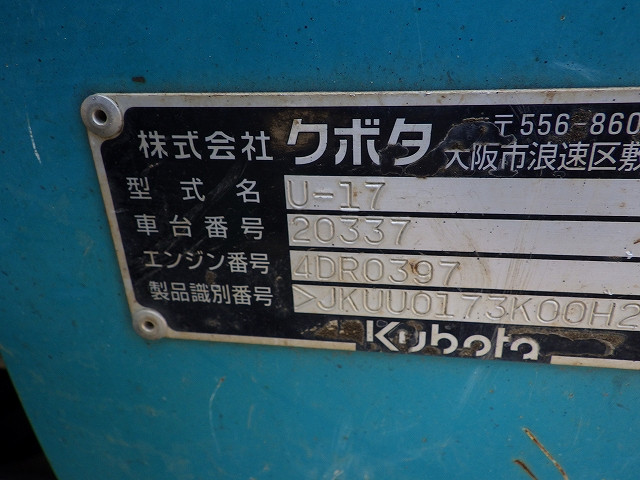 株式会社 クボタ 〒556-860
大阪市浪速区敷
型式名 U-17
車台番号 20337
エンジン番号 4DR0397
製品識別番号 >JKUU0173K00H2
Kubota